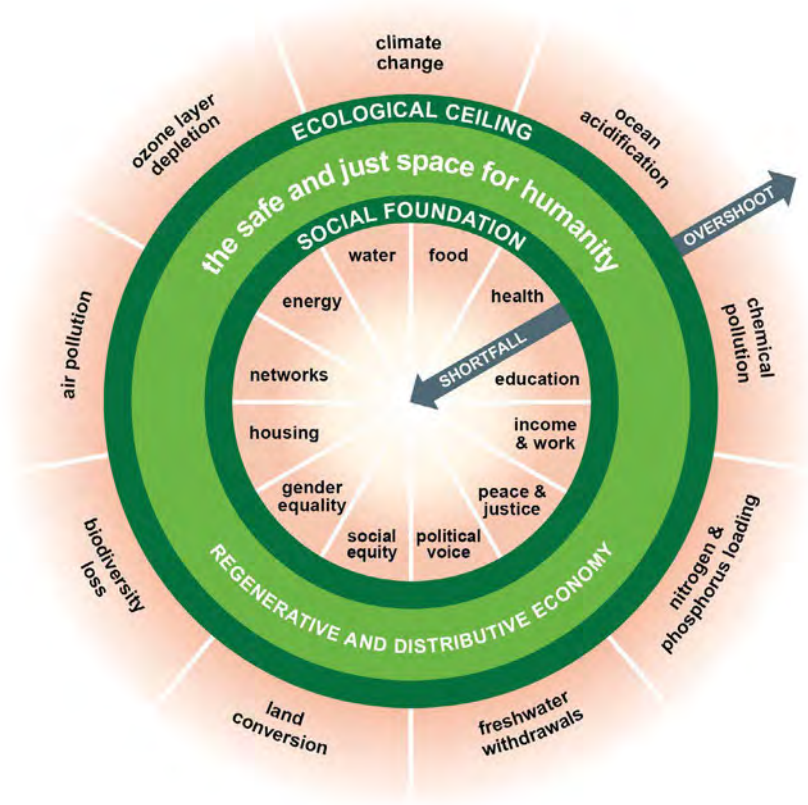 climate
change
ocean
acidification
chemical
pollution
nitrogen &
phosphorus loading
freshwater
withdrawals
land
conversion
biodiversity
loss
air pollution
ozone layer
depletion
OVERSHOOT
ECOLOGICAL CEILING
the safe and just space for humanity
SOCIAL FOUNDATION
water
food
health
SHORTFALL
education
income
& work
peace &
justice
political
voice
social
equity
gender
equality
housing
networks
energy
REGENERATIVE AND DISTRIBUTIVE ECONOMY